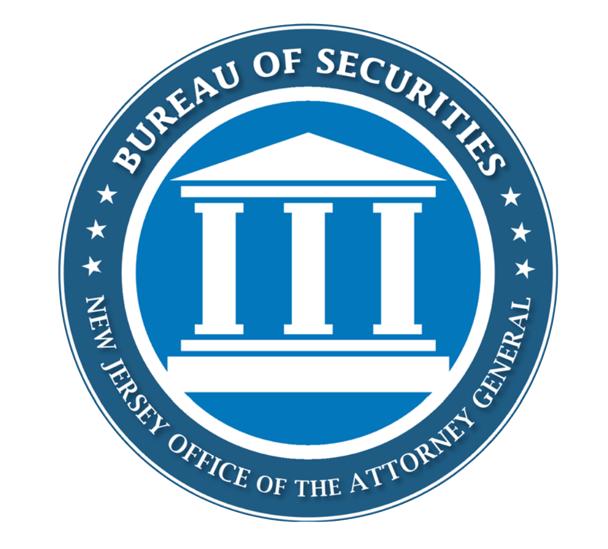 BUREAU OF SECURITIES
NEW JERSEY OFFICE OF THE ATTORNEY GENERAL